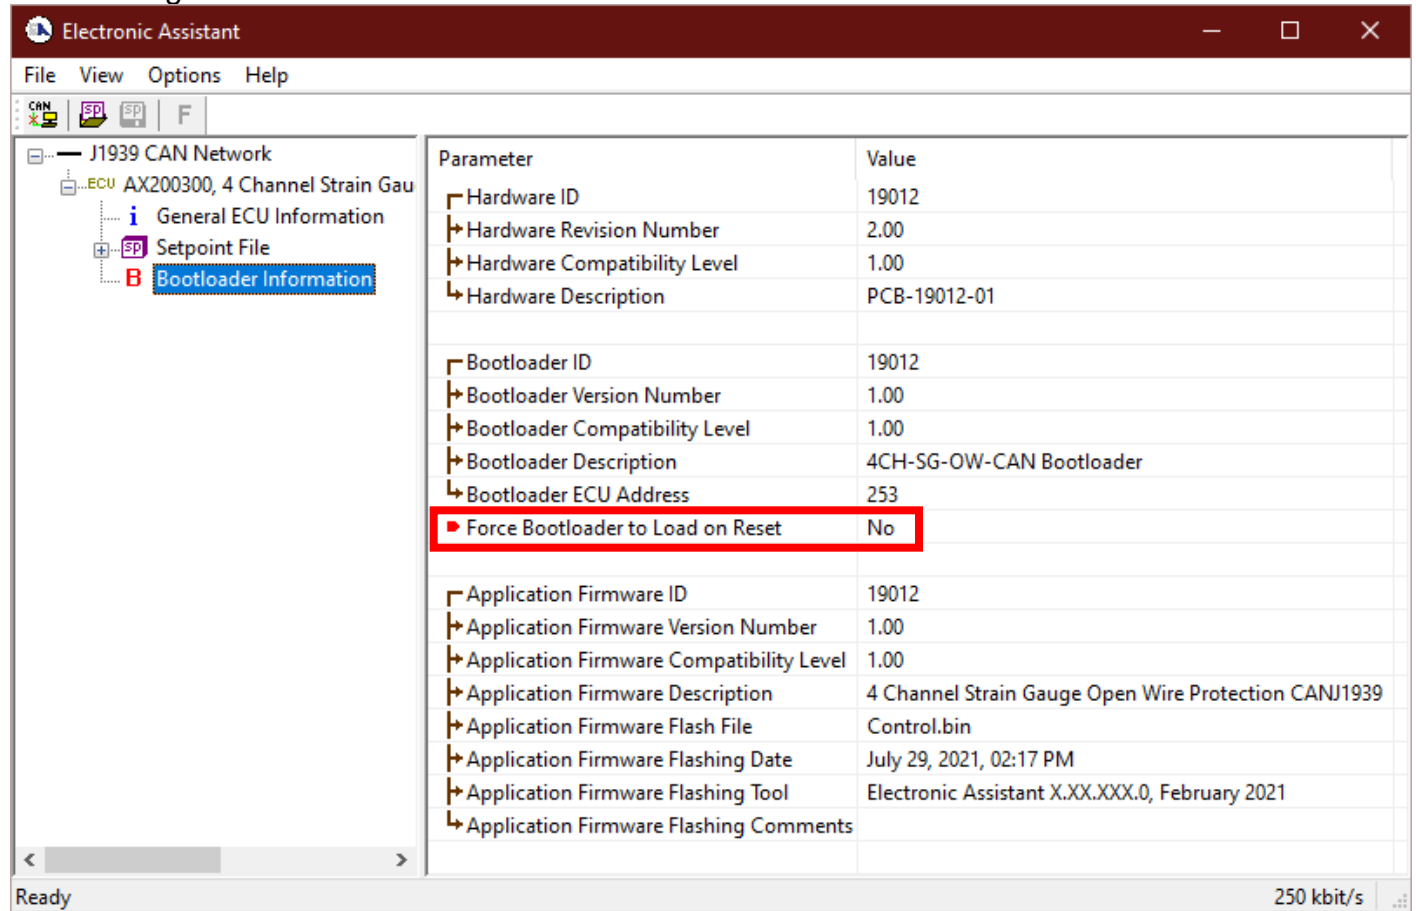 Electronic Assistant
File View Options Help
CAN SP SP F
J1939 CAN Network
ECU AX200300, 4 Channel Strain Gau
i General ECU Information
SP Setpoint File
B Bootloader Information
Parameter Value
Hardware ID 19012
Hardware Revision Number 2.00
Hardware Compatibility Level 1.00
Hardware Description PCB-19012-01
Bootloader ID 19012
Bootloader Version Number 1.00
Bootloader Compatibility Level 1.00
Bootloader Description 4CH-SG-OW-CAN Bootloader
Bootloader ECU Address 253
Force Bootloader to Load on Reset No
Application Firmware ID 19012
Application Firmware Version Number 1.00
Application Firmware Compatibility Level 1.00
Application Firmware Description 4 Channel Strain Gauge Open Wire Protection CANJ1939
Application Firmware Flash File Control.bin
Application Firmware Flashing Date July 29, 2021, 02:17 PM
Application Firmware Flashing Tool Electronic Assistant X.XX.XXX.0, February 2021
Application Firmware Flashing Comments
Ready 250 kbit/s